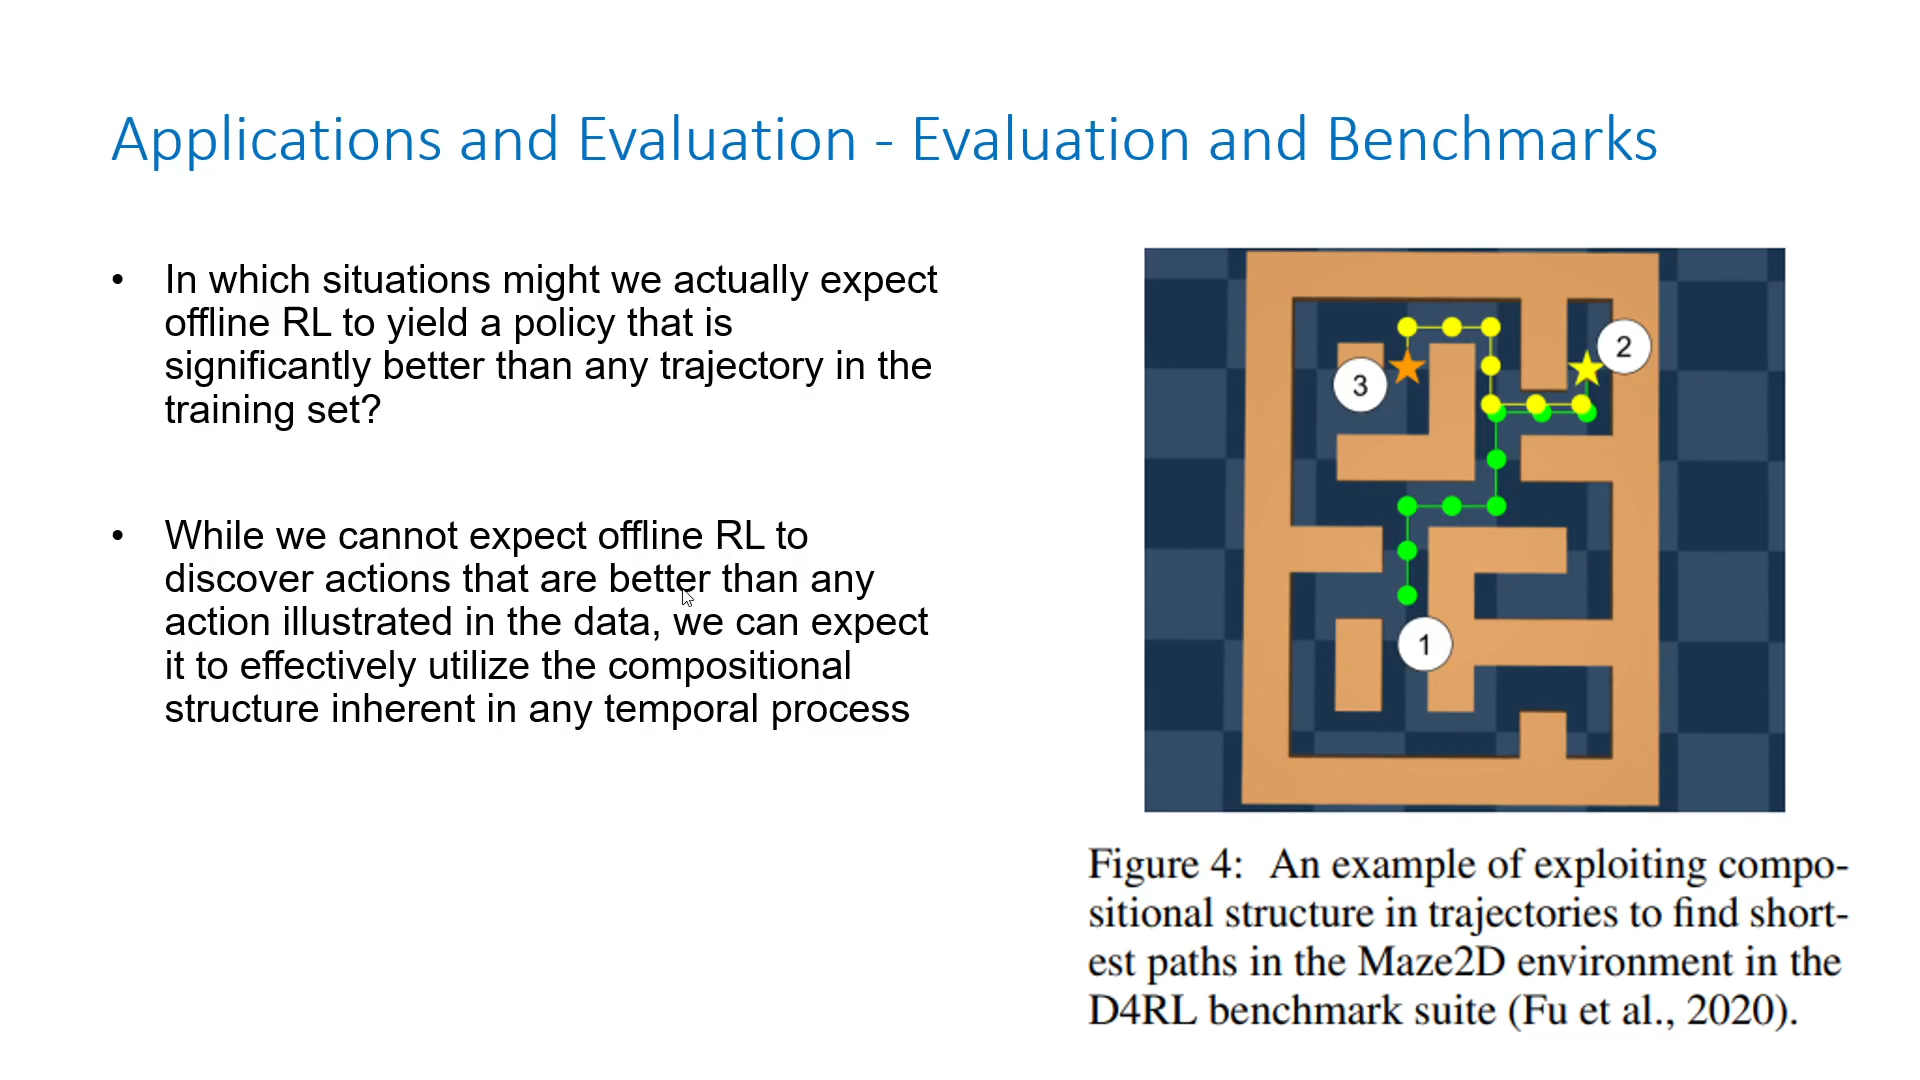 Applications and Evaluation - Evaluation and Benchmarks
• In which situations might we actually expect
offline RL to yield a policy that is
significantly better than any trajectory in the
training set?
• While we cannot expect offline RL to
discover actions that are better than any
action illustrated in the data, we can expect
it to effectively utilize the compositional
structure inherent in any temporal process
2
3
1
Figure 4: An example of exploiting compo-
sitional structure in trajectories to find short-
est paths in the Maze2D environment in the
D4RL benchmark suite (Fu et al., 2020).